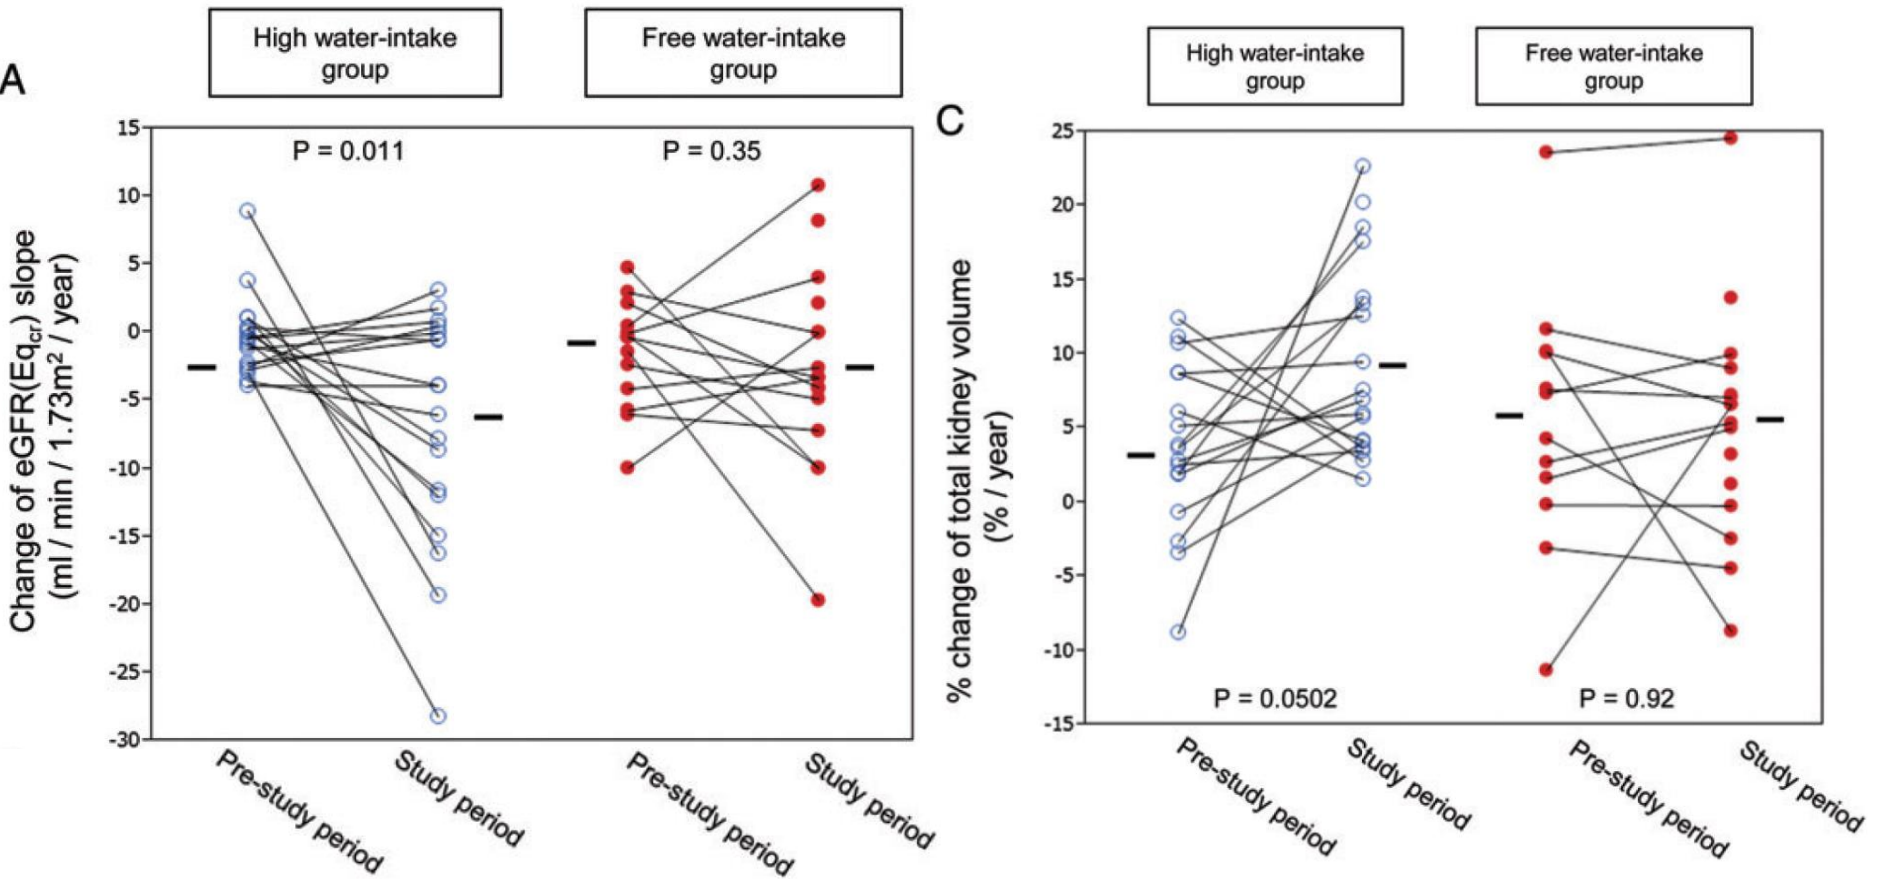 A
High water-intake
group
Free water-intake
group
P = 0.011
P = 0.35
15
10
5
0
-5
-10
-15
-20
-25
-30
Change of eGFR(Eqcr) slope
(ml / min / 1.73m2 / year)
Pre-study period
Study period
Pre-study period
Study period
C
High water-intake
group
Free water-intake
group
25
20
15
10
5
0
-5
-10
-15
% change of total kidney volume
(% / year)
P = 0.0502
P = 0.92
Pre-study period
Study period
Pre-study period
Study period